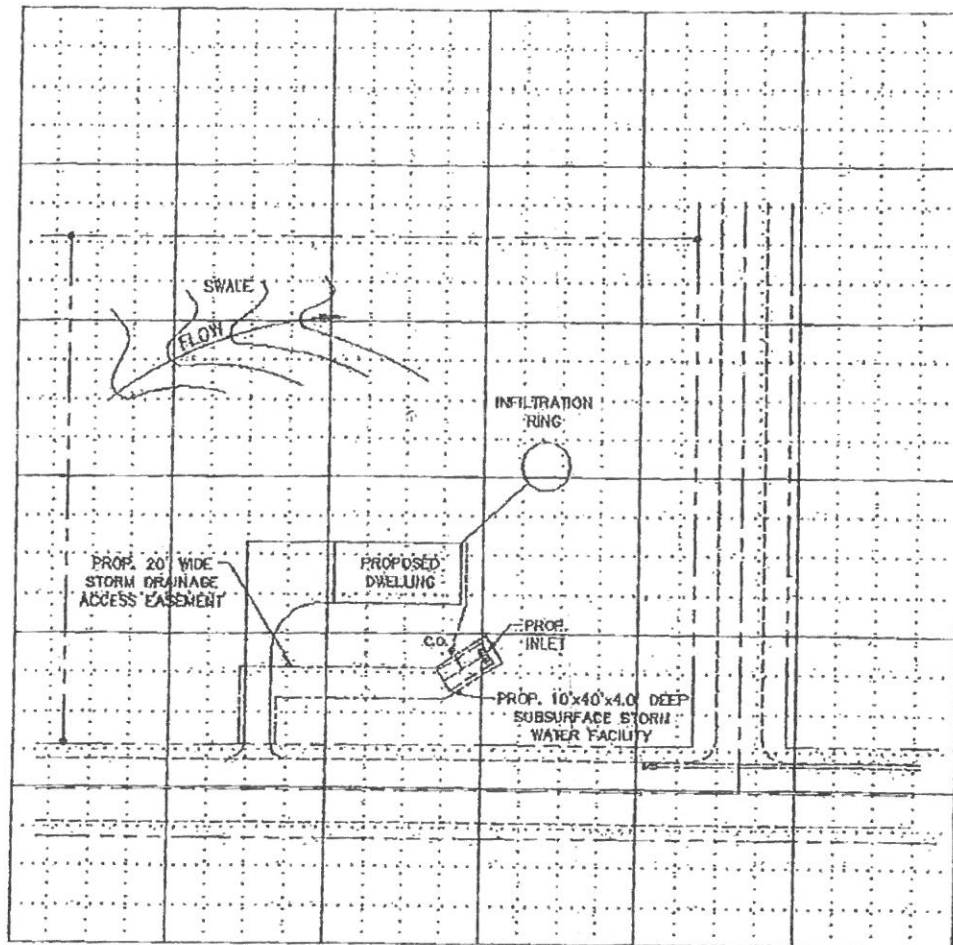 SWALE
FLOW
INFILTRATION
RING
PROP. 20' WIDE
STORM DRAINAGE
ACCESS EASEMENT
PROPOSED
DWELLING
C.O.
PROP.
INLET
PROP. 10'x40'x4.0' DEEP
SUBSURFACE STORM
WATER FACILITY